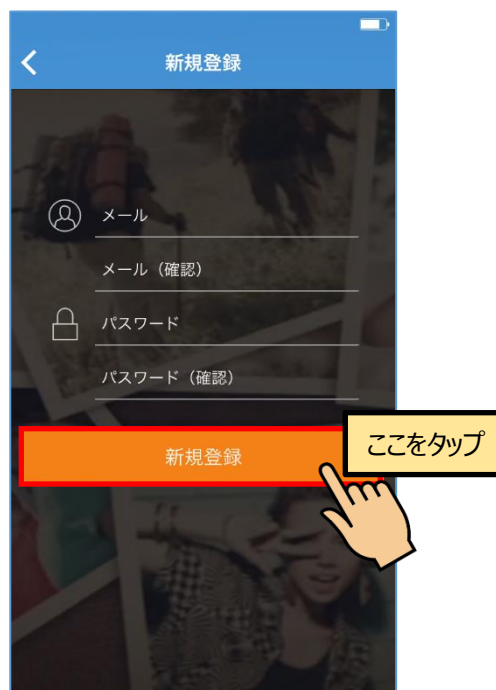 新規登録
メール
メール（確認）
パスワード
パスワード（確認）
新規登録
ここをタップ